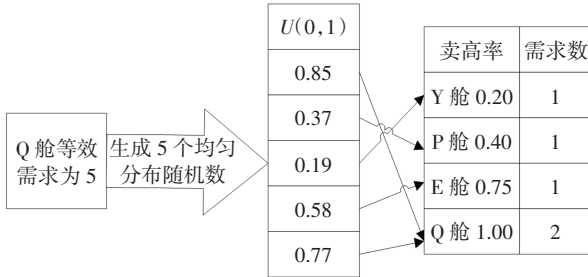 Q 舱等效
需求为 5
生成 5 个均匀
分布随机数
U(0,1)
0.85
0.37
0.19
0.58
0.77
卖高率 需求数
Y 舱 0.20 1
P 舱 0.40 1
E 舱 0.75 1
Q 舱 1.00 2